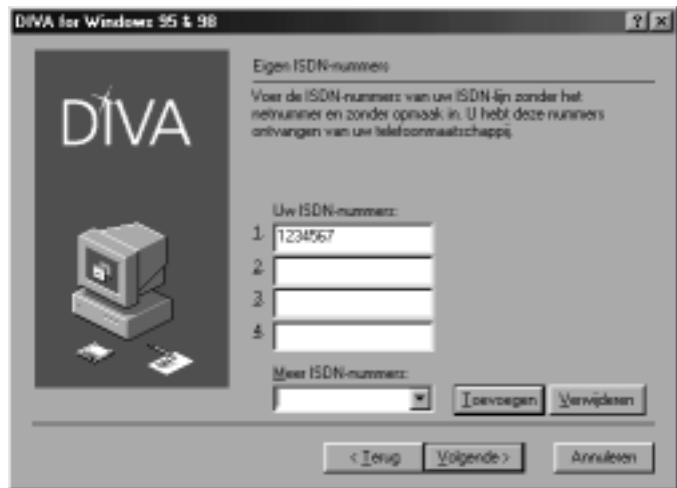 DIVA for Windows 95 & 98
DIVA
Eigen ISDN-nummers
Voer de ISDN-nummers van uw ISDN-lijn zonder het
netnummer en zonder opmaak in. U hebt deze nummers
ontvangen van uw telefoonmaatschappij.
Uw ISDN-nummers:
1. 1234567
2.
3.
4.
Meer ISDN-nummers:
Toevoegen Verwijderen
< Terug Volgende > Annuleren